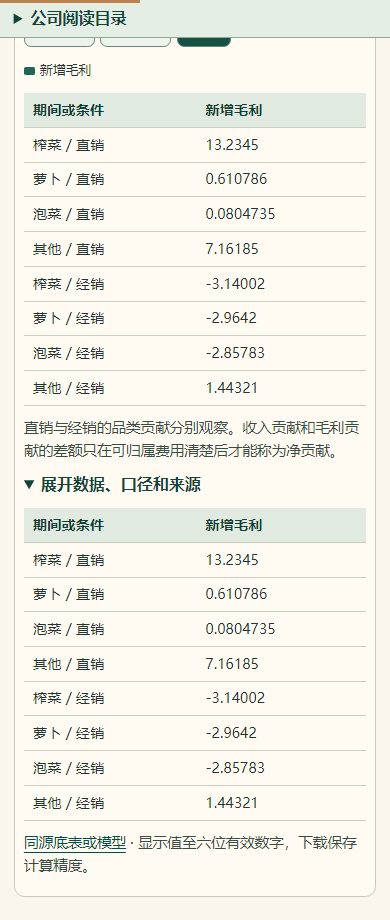 ▶ 公司阅读目录
新增毛利
期间或条件 新增毛利
榨菜 / 直销 13.2345
萝卜 / 直销 0.610786
泡菜 / 直销 0.0804735
其他 / 直销 7.16185
榨菜 / 经销 -3.14002
萝卜 / 经销 -2.9642
泡菜 / 经销 -2.85783
其他 / 经销 1.44321
直销与经销的品类贡献分别观察。收入贡献和毛利贡
献的差额只在可归属费用清楚后才能称为净贡献。
▼ 展开数据、口径和来源
期间或条件 新增毛利
榨菜 / 直销 13.2345
萝卜 / 直销 0.610786
泡菜 / 直销 0.0804735
其他 / 直销 7.16185
榨菜 / 经销 -3.14002
萝卜 / 经销 -2.9642
泡菜 / 经销 -2.85783
其他 / 经销 1.44321
同源底表或模型 · 显示值至六位有效数字，下载保存
计算精度。